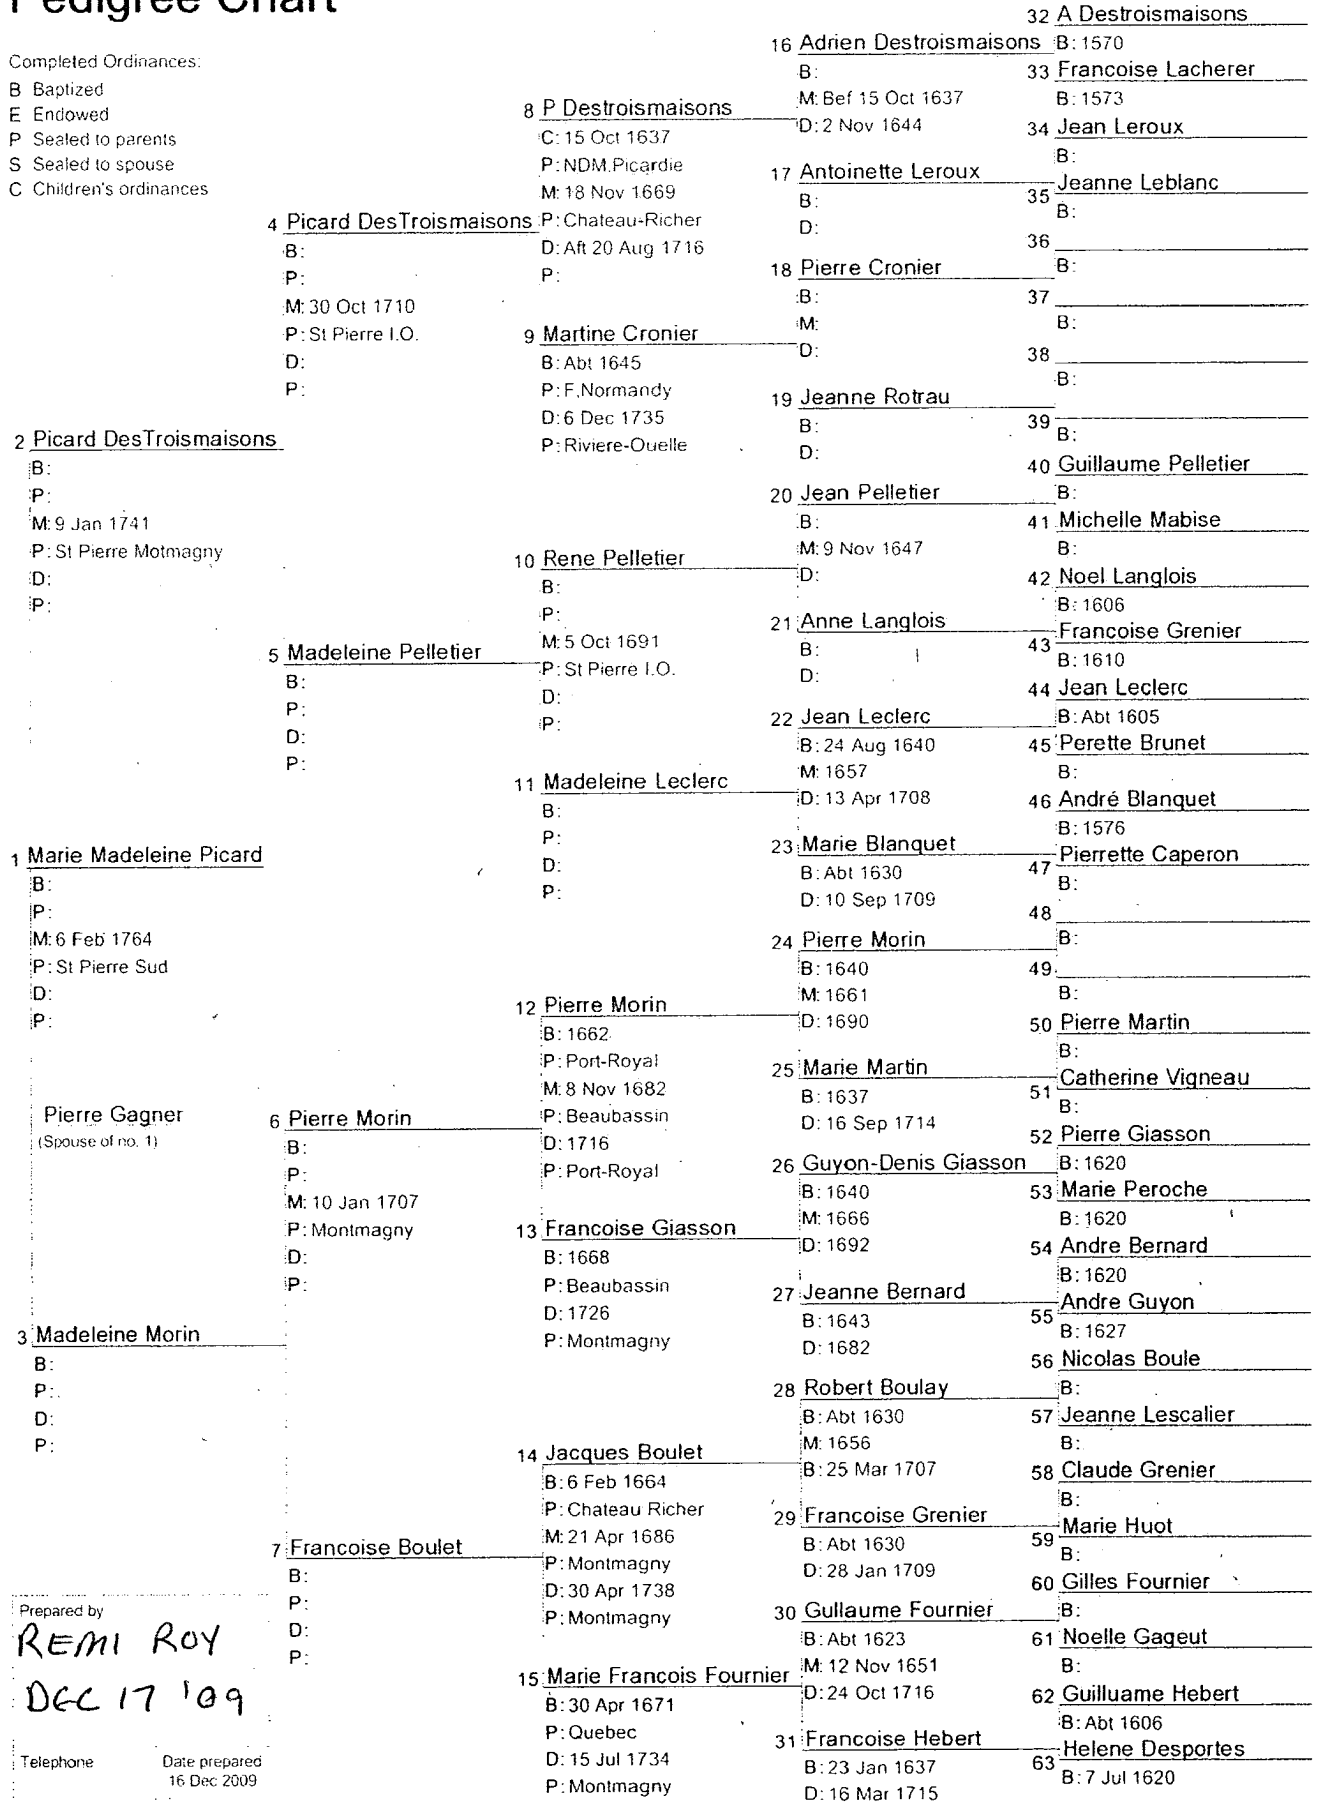 Pedigree Chart
Completed Ordinances:
B Baptized
E Endowed
P Sealed to parents
S Sealed to spouse
C Children's ordinances
1 Marie Madeleine Picard
B:
P:
M: 6 Feb 1764
P: St Pierre Sud
D:
P:
Pierre Gagner
(Spouse of no. 1)
2 Picard DesTroismaisons
B:
P:
M: 9 Jan 1741
P: St Pierre Motmagny
D:
P:
3 Madeleine Morin
B:
P:
D:
P:
4 Picard DesTroismaisons
B:
P:
M: 30 Oct 1710
P: St Pierre I.O.
D:
P:
5 Madeleine Pelletier
B:
P:
D:
P:
6 Pierre Morin
B:
P:
M: 10 Jan 1707
P: Montmagny
D:
P:
7 Francoise Boulet
B:
P:
D:
P:
8 P Destroismaisons
C: 15 Oct 1637
P: NDM,Picardie
M: 18 Nov 1669
P: Chateau-Richer
D: Aft 20 Aug 1716
P:
9 Martine Cronier
B: Abt 1645
P: F,Normandy
D: 6 Dec 1735
P: Riviere-Ouelle
10 Rene Pelletier
B:
P:
M: 5 Oct 1691
P: St Pierre I.O.
D:
P:
11 Madeleine Leclerc
B:
P:
D:
P:
12 Pierre Morin
B: 1662
P: Port-Royal
M: 8 Nov 1682
P: Beaubassin
D: 1716
P: Port-Royal
13 Francoise Giasson
B: 1668
P: Beaubassin
D: 1726
P: Montmagny
14 Jacques Boulet
B: 6 Feb 1664
P: Chateau Richer
M: 21 Apr 1686
P: Montmagny
D: 30 Apr 1738
P: Montmagny
15 Marie Francois Fournier
B: 30 Apr 1671
P: Quebec
D: 15 Jul 1734
P: Montmagny
16 Adrien Destroismaisons
B:
M: Bef 15 Oct 1637
D: 2 Nov 1644
17 Antoinette Leroux
B:
D:
18 Pierre Cronier
B:
M:
D:
19 Jeanne Rotrau
B:
D:
20 Jean Pelletier
B:
M: 9 Nov 1647
D:
21 Anne Langlois
B:
D:
22 Jean Leclerc
B: 24 Aug 1640
M: 1657
D: 13 Apr 1708
23 Marie Blanquet
B: Abt 1630
D: 10 Sep 1709
24 Pierre Morin
B: 1640
M: 1661
D: 1690
25 Marie Martin
B: 1637
D: 16 Sep 1714
26 Guyon-Denis Giasson
B: 1640
M: 1666
D: 1692
27 Jeanne Bernard
B: 1643
D: 1682
28 Robert Boulay
B: Abt 1630
M: 1656
B: 25 Mar 1707
29 Francoise Grenier
B: Abt 1630
D: 28 Jan 1709
30 Gullaume Fournier
B: Abt 1623
M: 12 Nov 1651
D: 24 Oct 1716
31 Francoise Hebert
B: 23 Jan 1637
D: 16 Mar 1715
32 A Destroismaisons
B: 1570
33 Francoise Lacherer
B: 1573
34 Jean Leroux
B:
35 Jeanne Leblanc
B:
36
B:
37
B:
38
B:
39
B:
40 Guillaume Pelletier
B:
41 Michelle Mabise
B:
42 Noel Langlois
B: 1606
43 Francoise Grenier
B: 1610
44 Jean Leclerc
B: Abt 1605
45 Perette Brunet
B:
46 André Blanquet
B: 1576
47 Pierrette Caperon
B:
48
B:
49
B:
50 Pierre Martin
B:
51 Catherine Vigneau
B:
52 Pierre Giasson
B: 1620
53 Marie Peroche
B: 1620
54 Andre Bernard
B: 1620
55 Andre Guyon
B: 1627
56 Nicolas Boule
B:
57 Jeanne Lescalier
B:
58 Claude Grenier
B:
59 Marie Huot
B:
60 Gilles Fournier
B:
61 Noelle Gageut
B:
62 Guilluame Hebert
B: Abt 1606
63 Helene Desportes
B: 7 Jul 1620
Prepared by
REMI ROY
DEC 17 '09
Telephone
Date prepared
16 Dec 2009